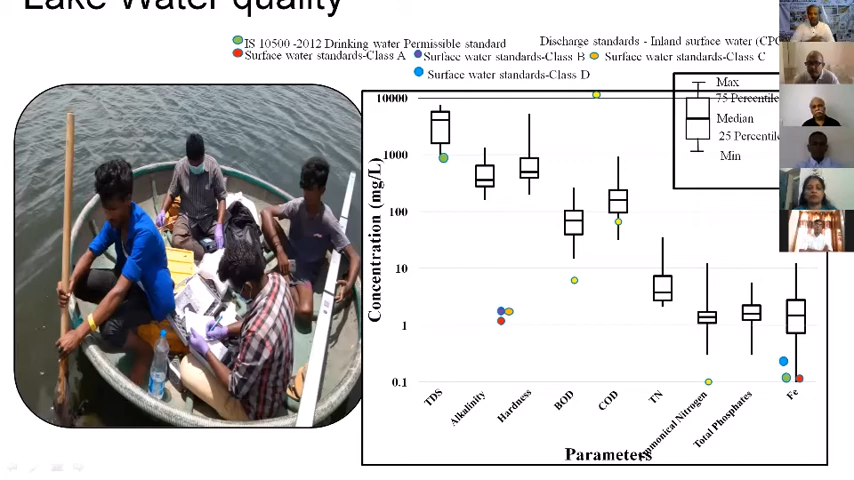 Lake Water quality
IS 10500 -2012 Drinking water Permissible standard
Discharge standards - Inland surface water (CPC
Surface water standards-Class A
Surface water standards-Class B
Surface water standards-Class C
Surface water standards-Class D
Max
75 Percentile
Median
25 Percentile
Min
Concentration (mg/L)
10000
1000
100
10
1
0.1
TDS
Alkalinity
Hardness
BOD
COD
TN
mmonical Nitrogen
Total Phosphates
Fe
Parameters